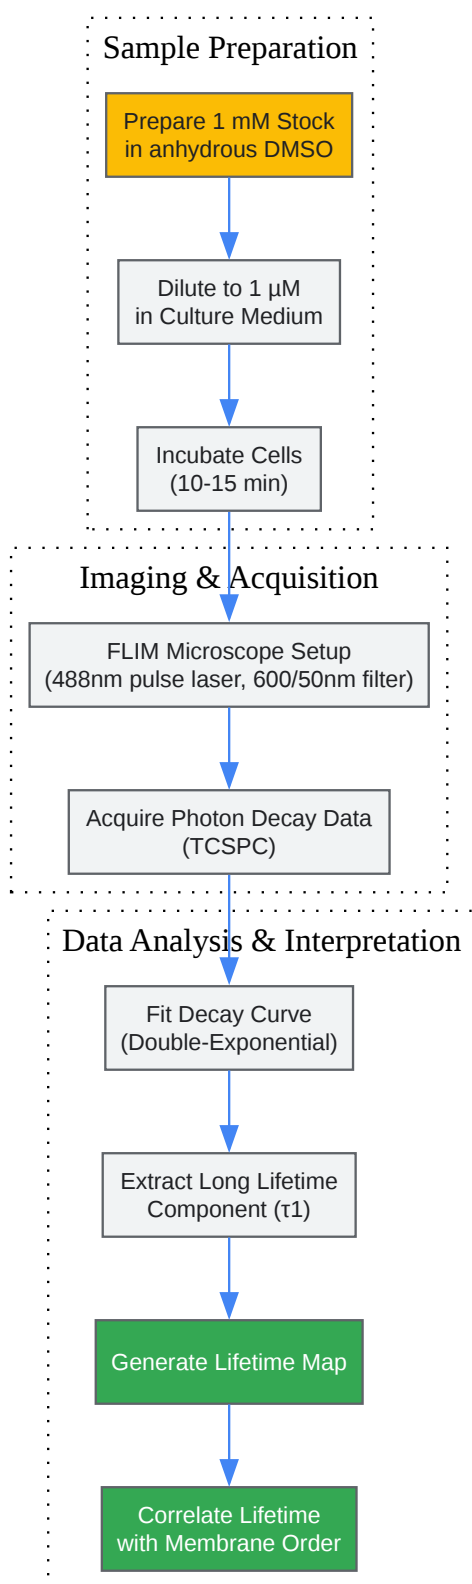 Sample Preparation
Prepare 1 mM Stock
in anhydrous DMSO
Dilute to 1 µM
in Culture Medium
Incubate Cells
(10-15 min)
Imaging & Acquisition
FLIM Microscope Setup
(488nm pulse laser, 600/50nm filter)
Acquire Photon Decay Data
(TCSPC)
Data Analysis & Interpretation
Fit Decay Curve
(Double-Exponential)
Extract Long Lifetime
Component (τ1)
Generate Lifetime Map
Correlate Lifetime
with Membrane Order